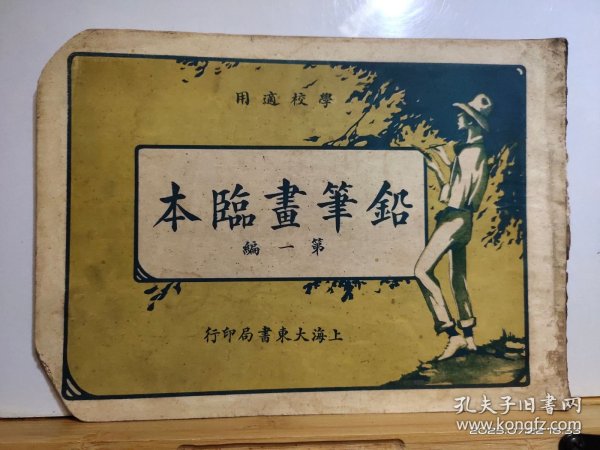 學校適用
鉛筆畫臨本
第一編
上海大東書局印行
孔夫子旧書网
www.kongfz.com